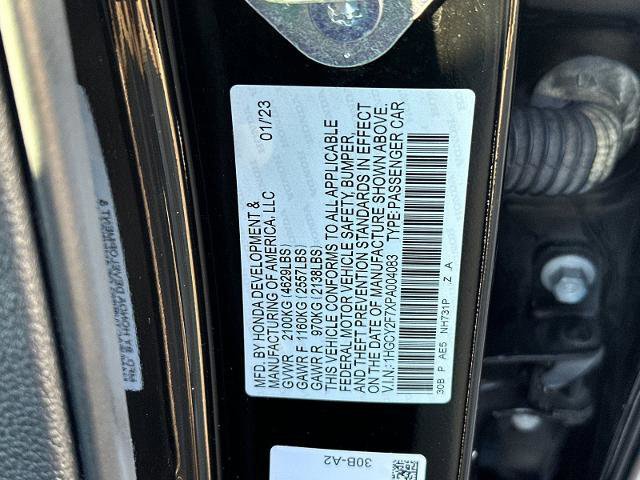 MFD. BY HONDA DEVELOPMENT &
MANUFACTURING OF AMERICA, LLC 01/23
GVWR 2100KG (4629LBS)
GAWR F 1160KG (2557LBS)
GAWR R 970KG (2138LBS)
THIS VEHICLE CONFORMS TO ALL APPLICABLE
FEDERAL MOTOR VEHICLE SAFETY, BUMPER,
AND THEFT PREVENTION STANDARDS IN EFFECT
ON THE DATE OF MANUFACTURE SHOWN ABOVE.
V.I.N.: 1HGCY2F7XPA004083 TYPE:PASSENGER CAR
30B P AE5 NH731P _Z_A
30B-A2